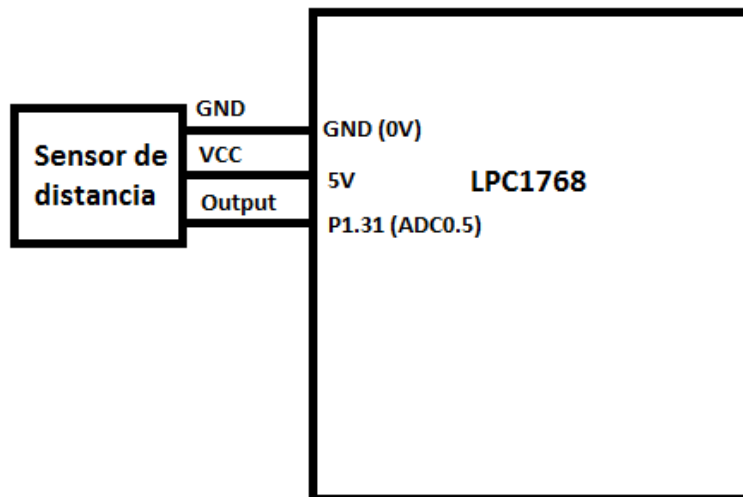 GND
GND (0V)
Sensor de
distancia
VCC
5V
LPC1768
Output
P1.31 (ADC0.5)